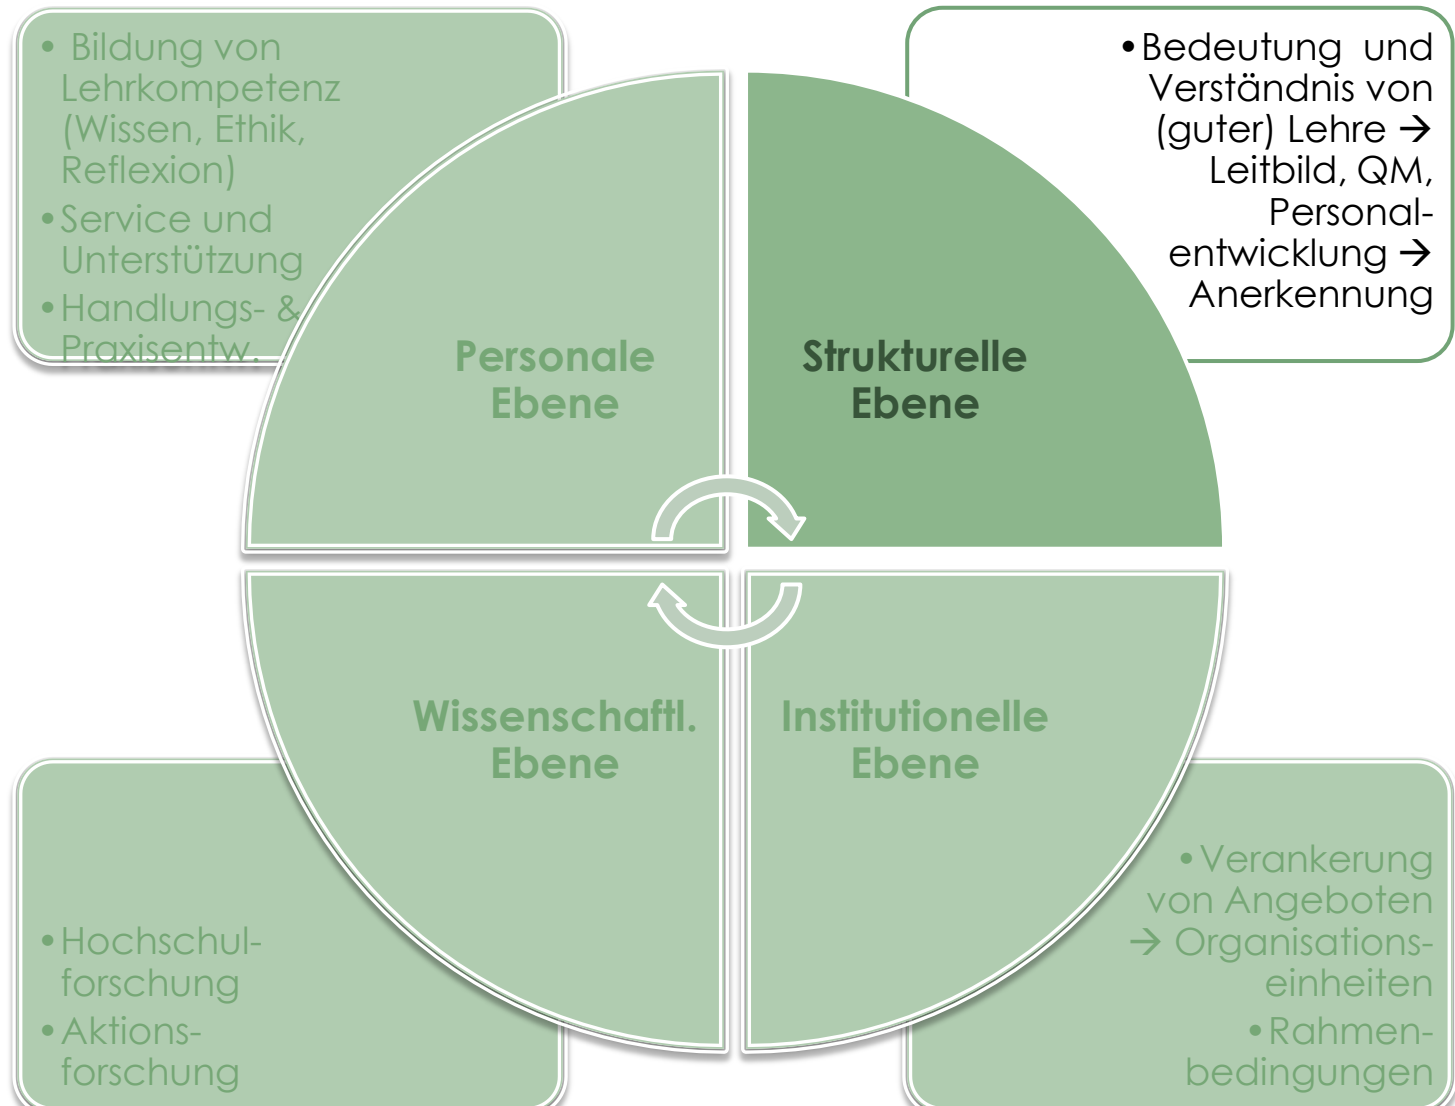 • Bildung von
Lehrkompetenz
(Wissen, Ethik,
Reflexion)
• Service und
Unterstützung
• Handlungs- &
Praxisentw.
• Bedeutung und
Verständnis von
(guter) Lehre →
Leitbild, QM,
Personal-
entwicklung →
Anerkennung
Personale
Ebene
Strukturelle
Ebene
Wissenschaftl.
Ebene
Institutionelle
Ebene
• Hochschul-
forschung
• Aktions-
forschung
• Verankerung
von Angeboten
→ Organisations-
einheiten
• Rahmen-
bedingungen